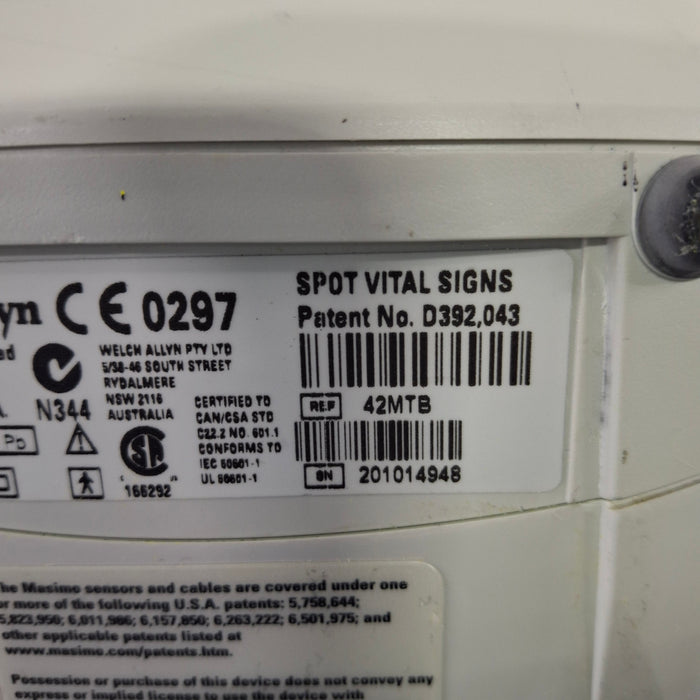 yn CE 0297
SPOT VITAL SIGNS
Patent No. D392,043
ed
WELCH ALLYN PTY LTD
5/38-46 SOUTH STREET
RYDALMERE
NSW 2116
AUSTRALIA
A. N344
REF 42MTB
CERTIFIED TO
CAN/CSA STD
C22.2 NO. 601.1
CONFORMS TO
IEC 60601-1
UL 60601-1
Pb
166292
SN 201014948
he Masimo sensors and cables are covered under one
or more of the following U.S.A. patents: 5,758,644;
5,823,950; 6,011,986; 6,157,850; 6,263,222; 6,501,975; and
other applicable patents listed at
www.masimo.com/patents.htm.
Possession or purchase of this device does not convey any
express or implied license to use the device with